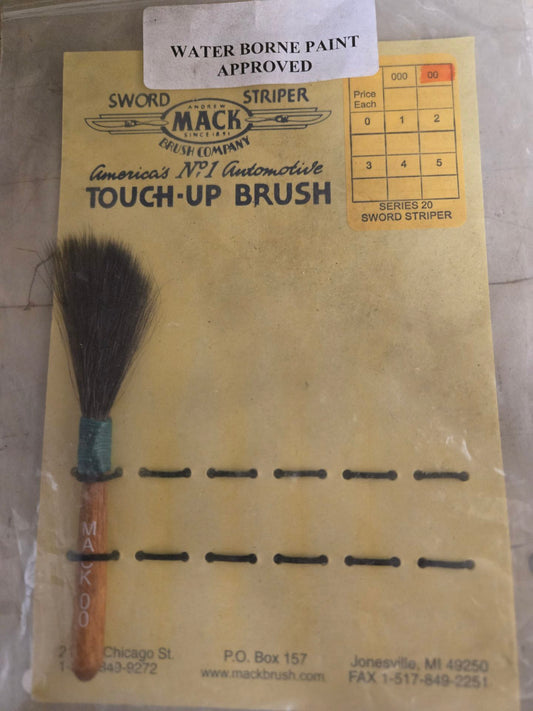 WATER BORNE PAINT
APPROVED
SWORD STRIPER
ANDREW
MACK
SINCE 1891
BRUSH COMPANY
America's No. 1 Automotive
TOUCH-UP BRUSH
000 00
Price
Each
0 1 2
3 4 5
SERIES 20
SWORD STRIPER
MACK 00
Chicago St. P.O. Box 157 Jonesville, MI 49250
849-9272 www.mackbrush.com FAX 1-517-849-2251